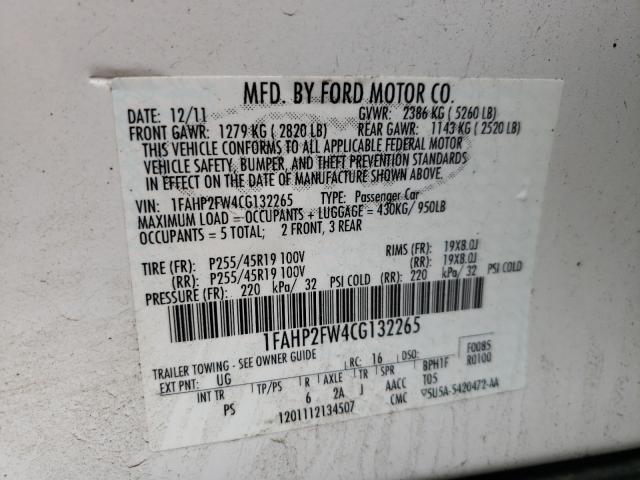 MFD. BY FORD MOTOR CO.
DATE: 12/11 GVWR: 2386 KG ( 5260 LB)
FRONT GAWR: 1279 KG ( 2820 LB) REAR GAWR: 1143 KG ( 2520 LB)
THIS VEHICLE CONFORMS TO ALL APPLICABLE FEDERAL MOTOR
VEHICLE SAFETY, BUMPER, AND THEFT PREVENTION STANDARDS
IN EFFECT ON THE DATE OF MANUFACTURE SHOWN ABOVE.
VIN: 1FAHP2FW4CG132265 TYPE: Passenger Car
MAXIMUM LOAD = OCCUPANTS + LUGGAGE = 430KG/ 950LB
OCCUPANTS = 5 TOTAL; 2 FRONT, 3 REAR
TIRE (FR): P255/45R19 100V RIMS (FR): 19X8.0J
(RR): P255/45R19 100V (RR): 19X8.0J
PRESSURE (FR): 220 kPa/ 32 PSI COLD (RR): 220 kPa/ 32 PSI COLD
1FAHP2FW4CG132265
TRAILER TOWING - SEE OWNER GUIDE RC: 16 DSO: F0085
EXT PNT: UG R AXLE TR SPR BPH1F R0100
INT TR TP/PS 6 2A J AACC T05
PS 1201112134507 CMC 5U5A-5420472-AA